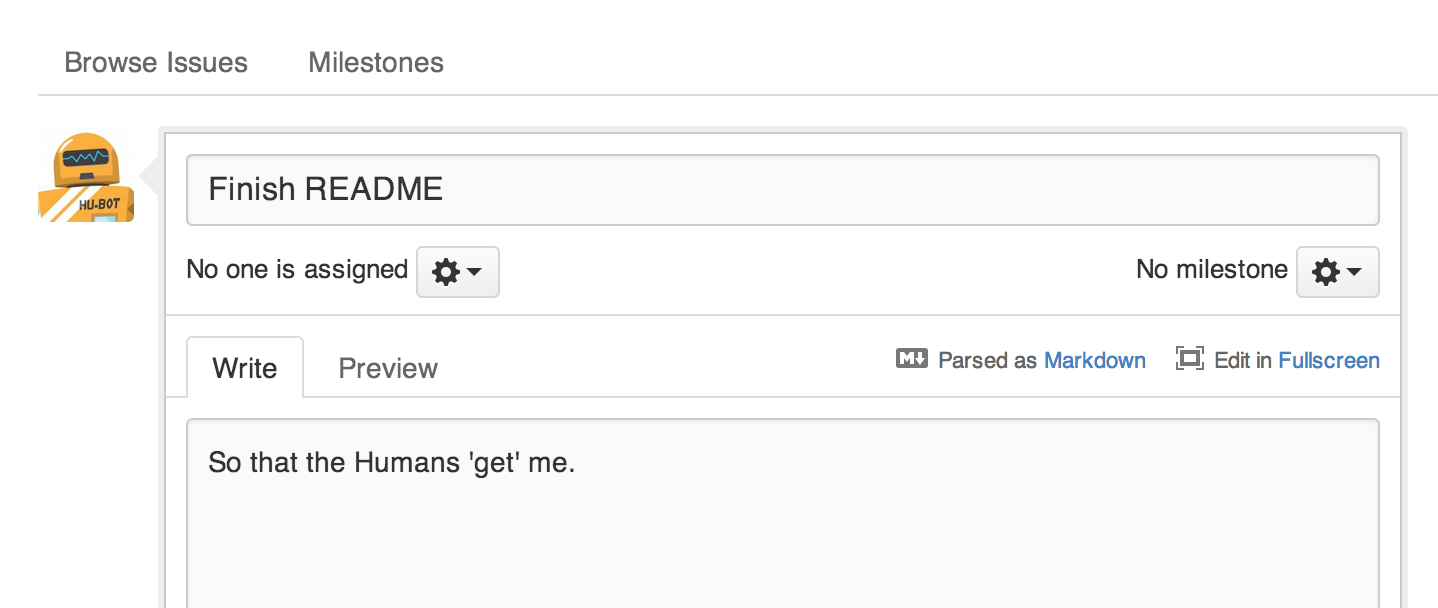 Browse Issues Milestones
HU-BOT
Finish README
No one is assigned No milestone
Write Preview M↓ Parsed as Markdown Edit in Fullscreen
So that the Humans 'get' me.